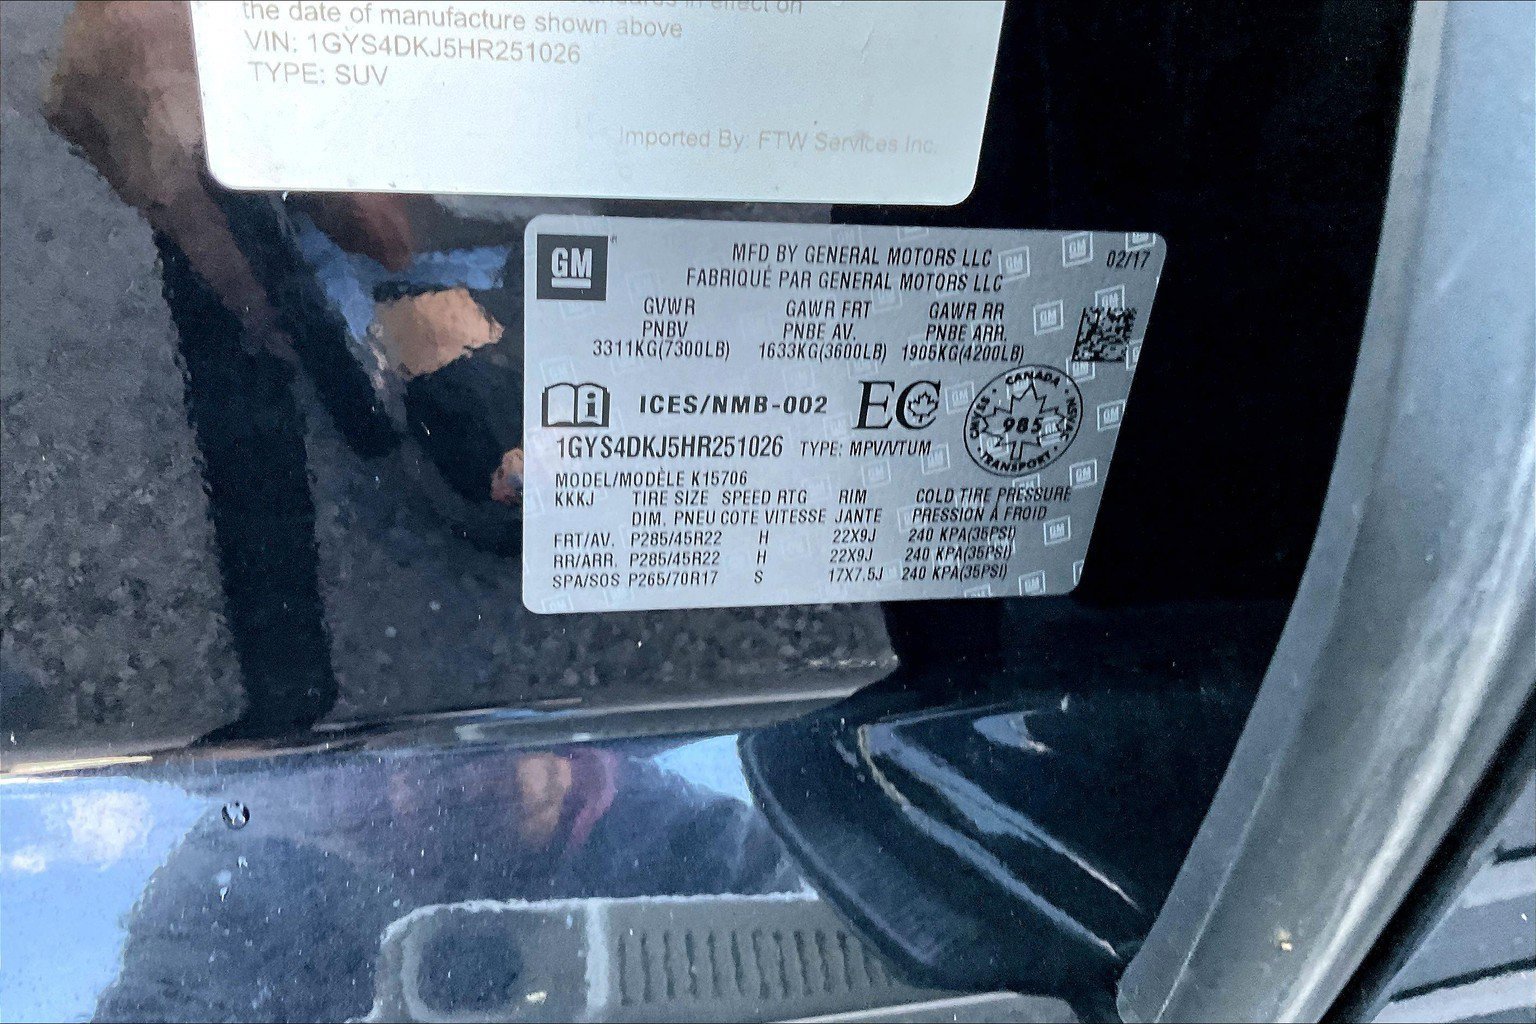 in effect on
the date of manufacture shown above
VIN: 1GYS4DKJ5HR251026
TYPE: SUV
Imported By: FTW Services Inc.
GM
MFD BY GENERAL MOTORS LLC 02/17
FABRIQUÉ PAR GENERAL MOTORS LLC
GVWR GAWR FRT GAWR RR
PNBV PNBE AV. PNBE ARR.
3311KG(7300LB) 1633KG(3600LB) 1905KG(4200LB)
i ICES/NMB-002 EC
CANADA
CMVSS 985 NSVAC
TRANSPORT
1GYS4DKJ5HR251026 TYPE: MPV/VTUM
MODEL/MODÈLE K15706
KKKJ TIRE SIZE SPEED RTG RIM COLD TIRE PRESSURE
DIM. PNEU COTE VITESSE JANTE PRESSION À FROID
FRT/AV. P285/45R22 H 22X9J 240 KPA(35PSI)
RR/ARR. P285/45R22 H 22X9J 240 KPA(35PSI)
SPA/SOS P265/70R17 S 17X7.5J 240 KPA(35PSI)